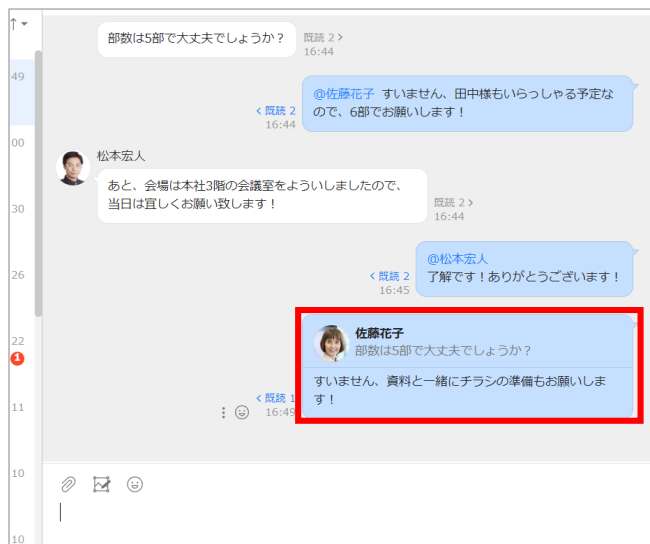 部数は5部で大丈夫でしょうか？
既読 2 >
16:44
49
@佐藤花子 すいません、田中様もいらっしゃる予定な
ので、6部でお願いします！
< 既読 2
16:44
00
松本宏人
あと、会場は本社3階の会議室をよういしましたので、
当日は宜しくお願い致します！
既読 2 >
16:44
30
@松本宏人
了解です！ありがとうございます！
< 既読 2
16:45
26
佐藤花子
部数は5部で大丈夫でしょうか？
22
1
すいません、資料と一緒にチラシの準備もお願いしま
す！
< 既読 1
16:49
11
10
10